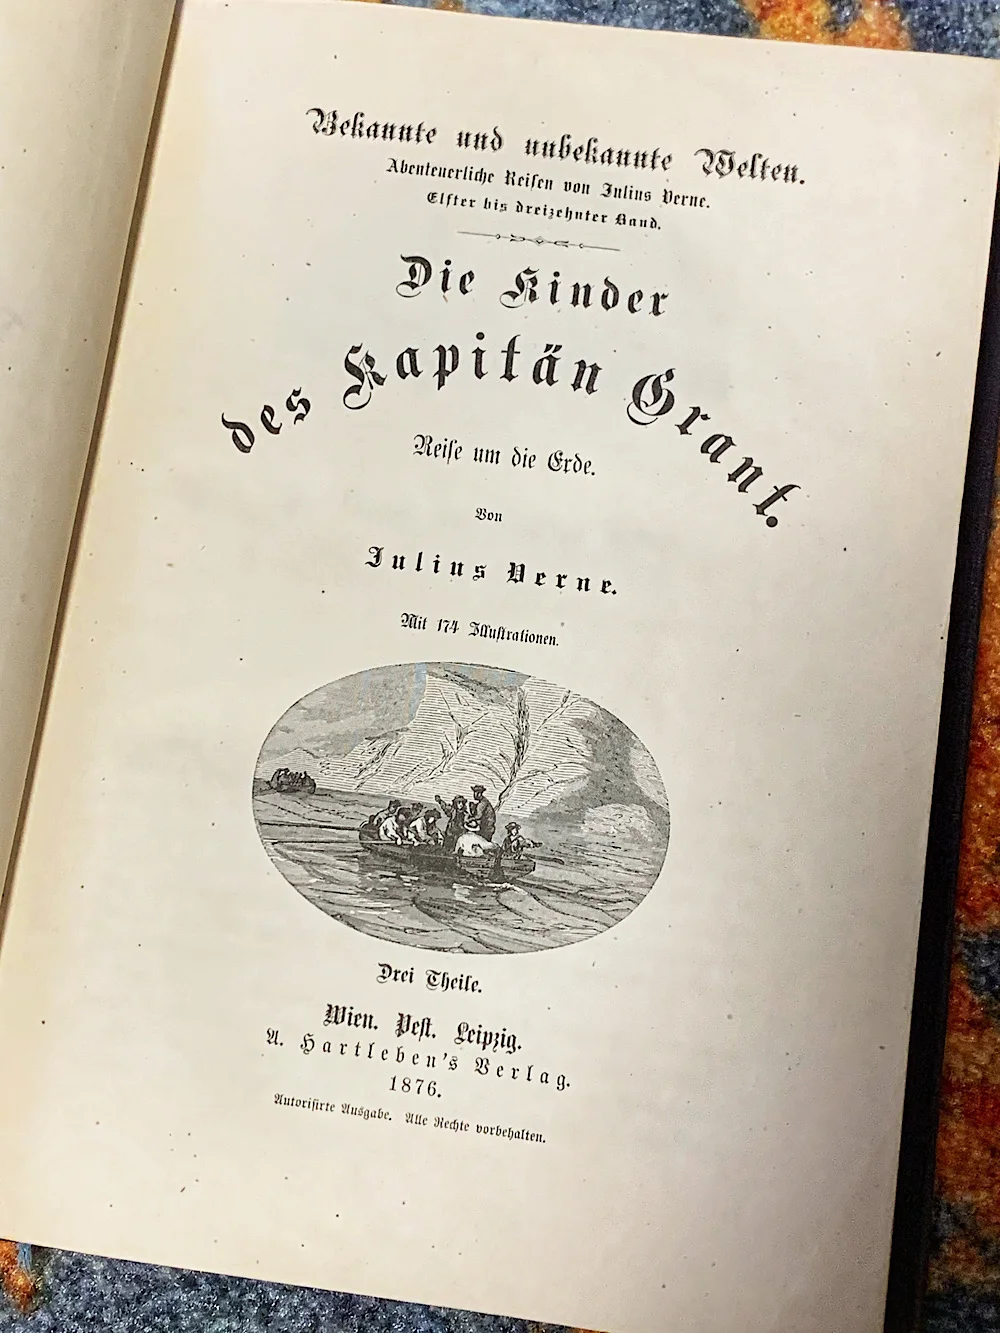 Bekannte und unbekannte Welten.
Abenteuerliche Reisen von Julius Verne.
Elfter bis dreizehnter Band.
Die Kinder
des Kapitän Grant.
Reise um die Erde.
Von
Julius Verne.
Mit 174 Illustrationen.
Drei Theile.
Wien. Pest. Leipzig.
A. Hartleben's Verlag.
1876.
Autorisirte Ausgabe. Alle Rechte vorbehalten.